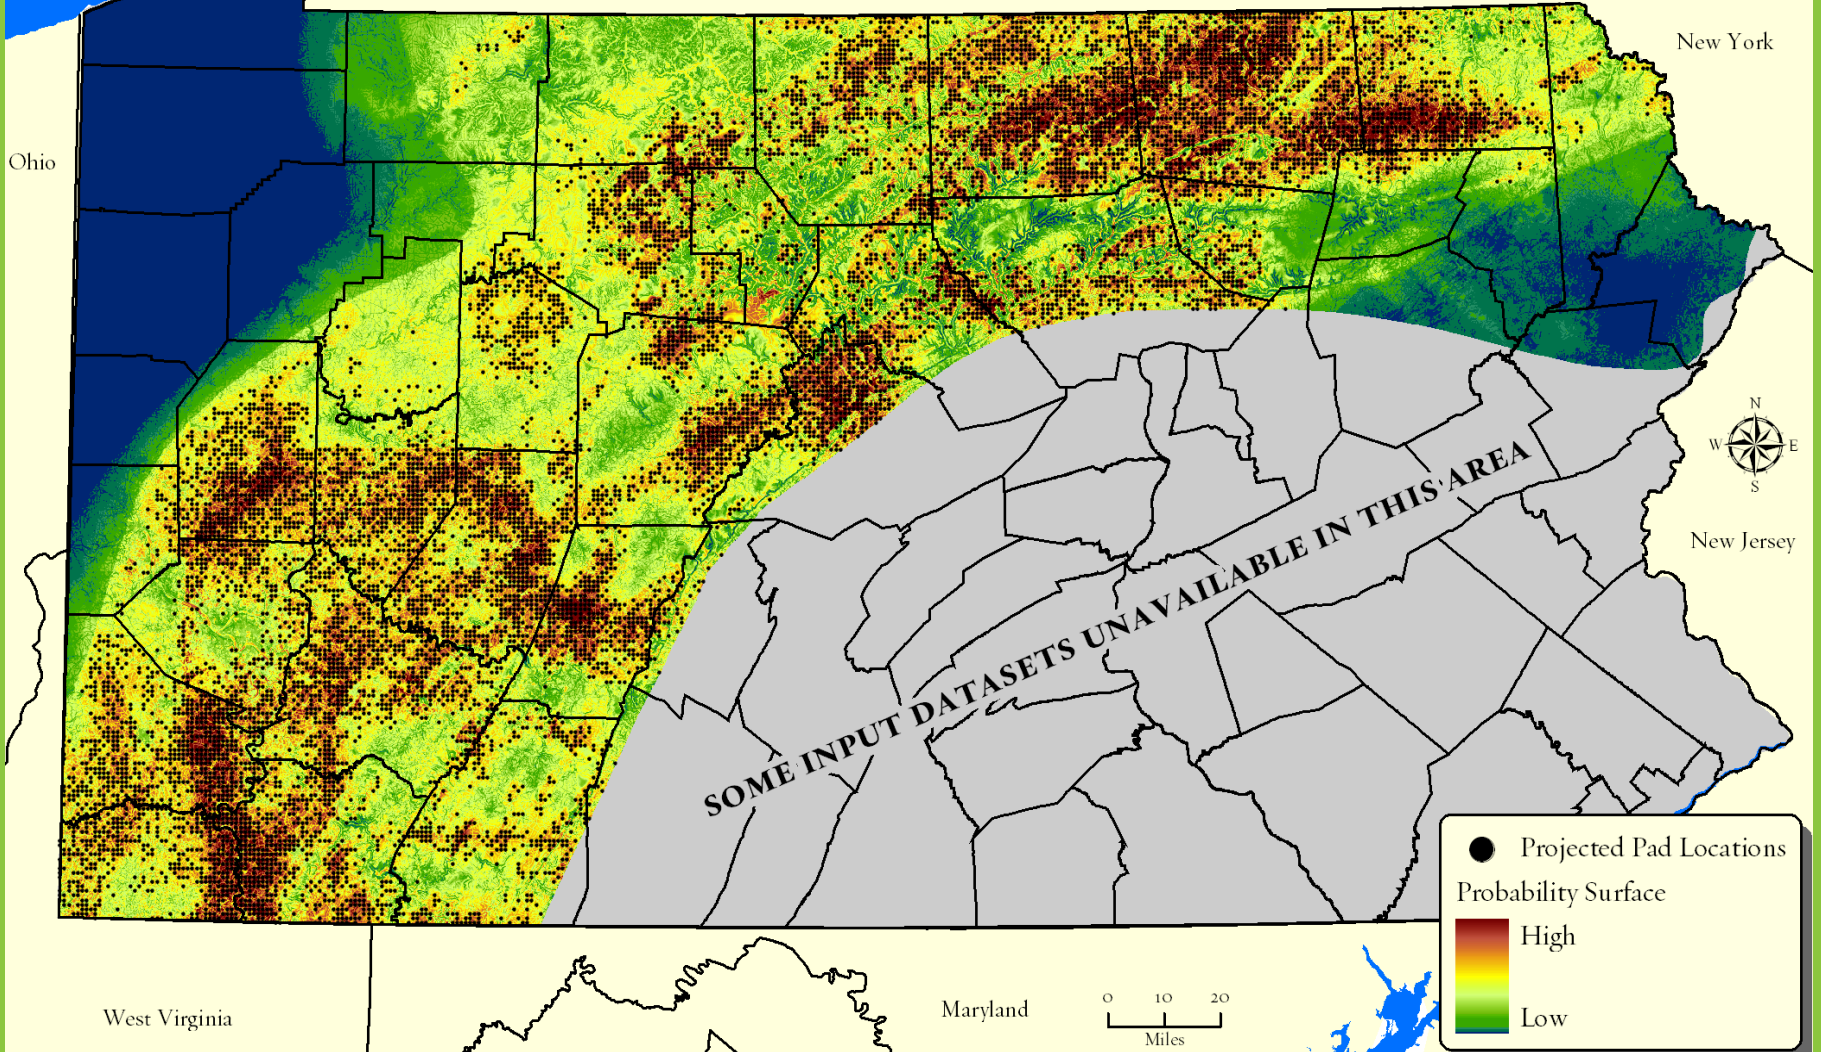 New York
Ohio
N
W E
S
New Jersey
SOME INPUT DATASETS UNAVAILABLE IN THIS AREA
Projected Pad Locations
Probability Surface
High
Low
West Virginia
Maryland
0 10 20
Miles